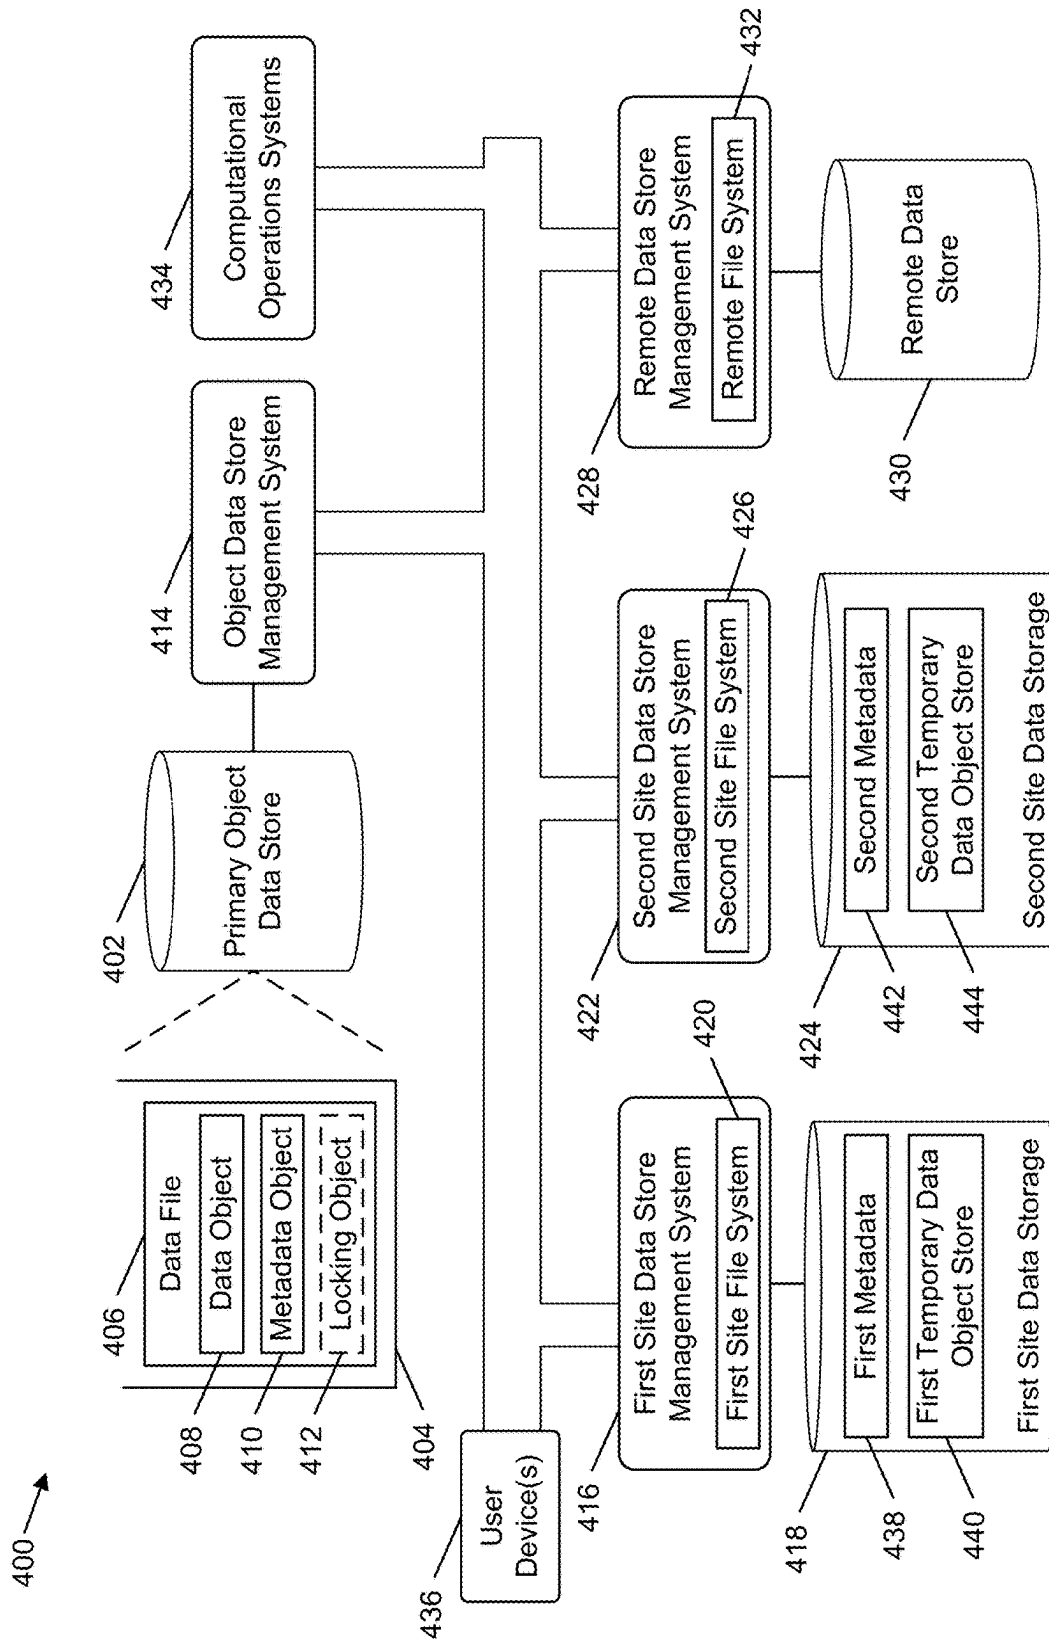 400
406
Data File
408
Data Object
410
Metadata Object
412
Locking Object
404
402
Primary Object
Data Store
414
Object Data Store
Management System
434
Computational
Operations Systems
436
User
Device(s)
416
First Site Data Store
Management System
First Site File System
420
422
Second Site Data Store
Management System
Second Site File System
426
428
Remote Data Store
Management System
Remote File System
432
418
438
First Metadata
440
First Temporary Data
Object Store
First Site Data Storage
424
442
Second Metadata
444
Second Temporary
Data Object Store
Second Site Data Storage
430
Remote Data
Store